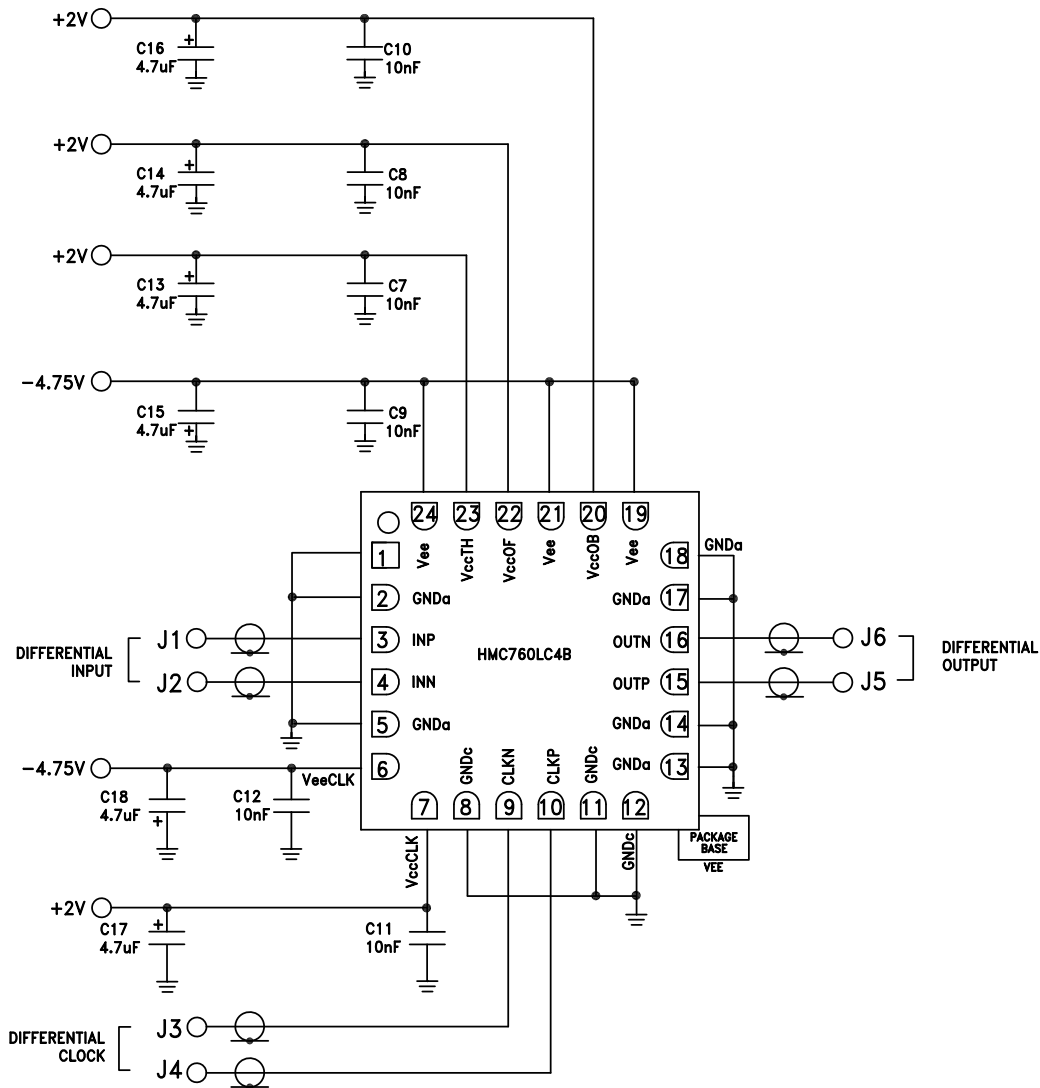 +2V
C16
4.7uF
+
C10
10nF
+2V
C14
4.7uF
+
C8
10nF
+2V
C13
4.7uF
+
C7
10nF
-4.75V
C15
4.7uF
+
C9
10nF
24
23
22
21
20
19
Vee
VccTH
VccOF
Vee
VccOB
Vee
1
18
GNDa
2
GNDa
GNDa
17
DIFFERENTIAL
INPUT
J1
3
INP
HMC760LC4B
OUTN
16
J6
DIFFERENTIAL
OUTPUT
J2
4
INN
OUTP
15
J5
5
GNDa
GNDa
14
-4.75V
VeeCLK
6
GNDa
13
C18
4.7uF
+
C12
10nF
GNDc
CLKN
CLKP
GNDc
7
8
9
10
11
12
PACKAGE
BASE
VEE
VccCLK
GNDc
+2V
C17
4.7uF
+
C11
10nF
DIFFERENTIAL
CLOCK
J3
J4